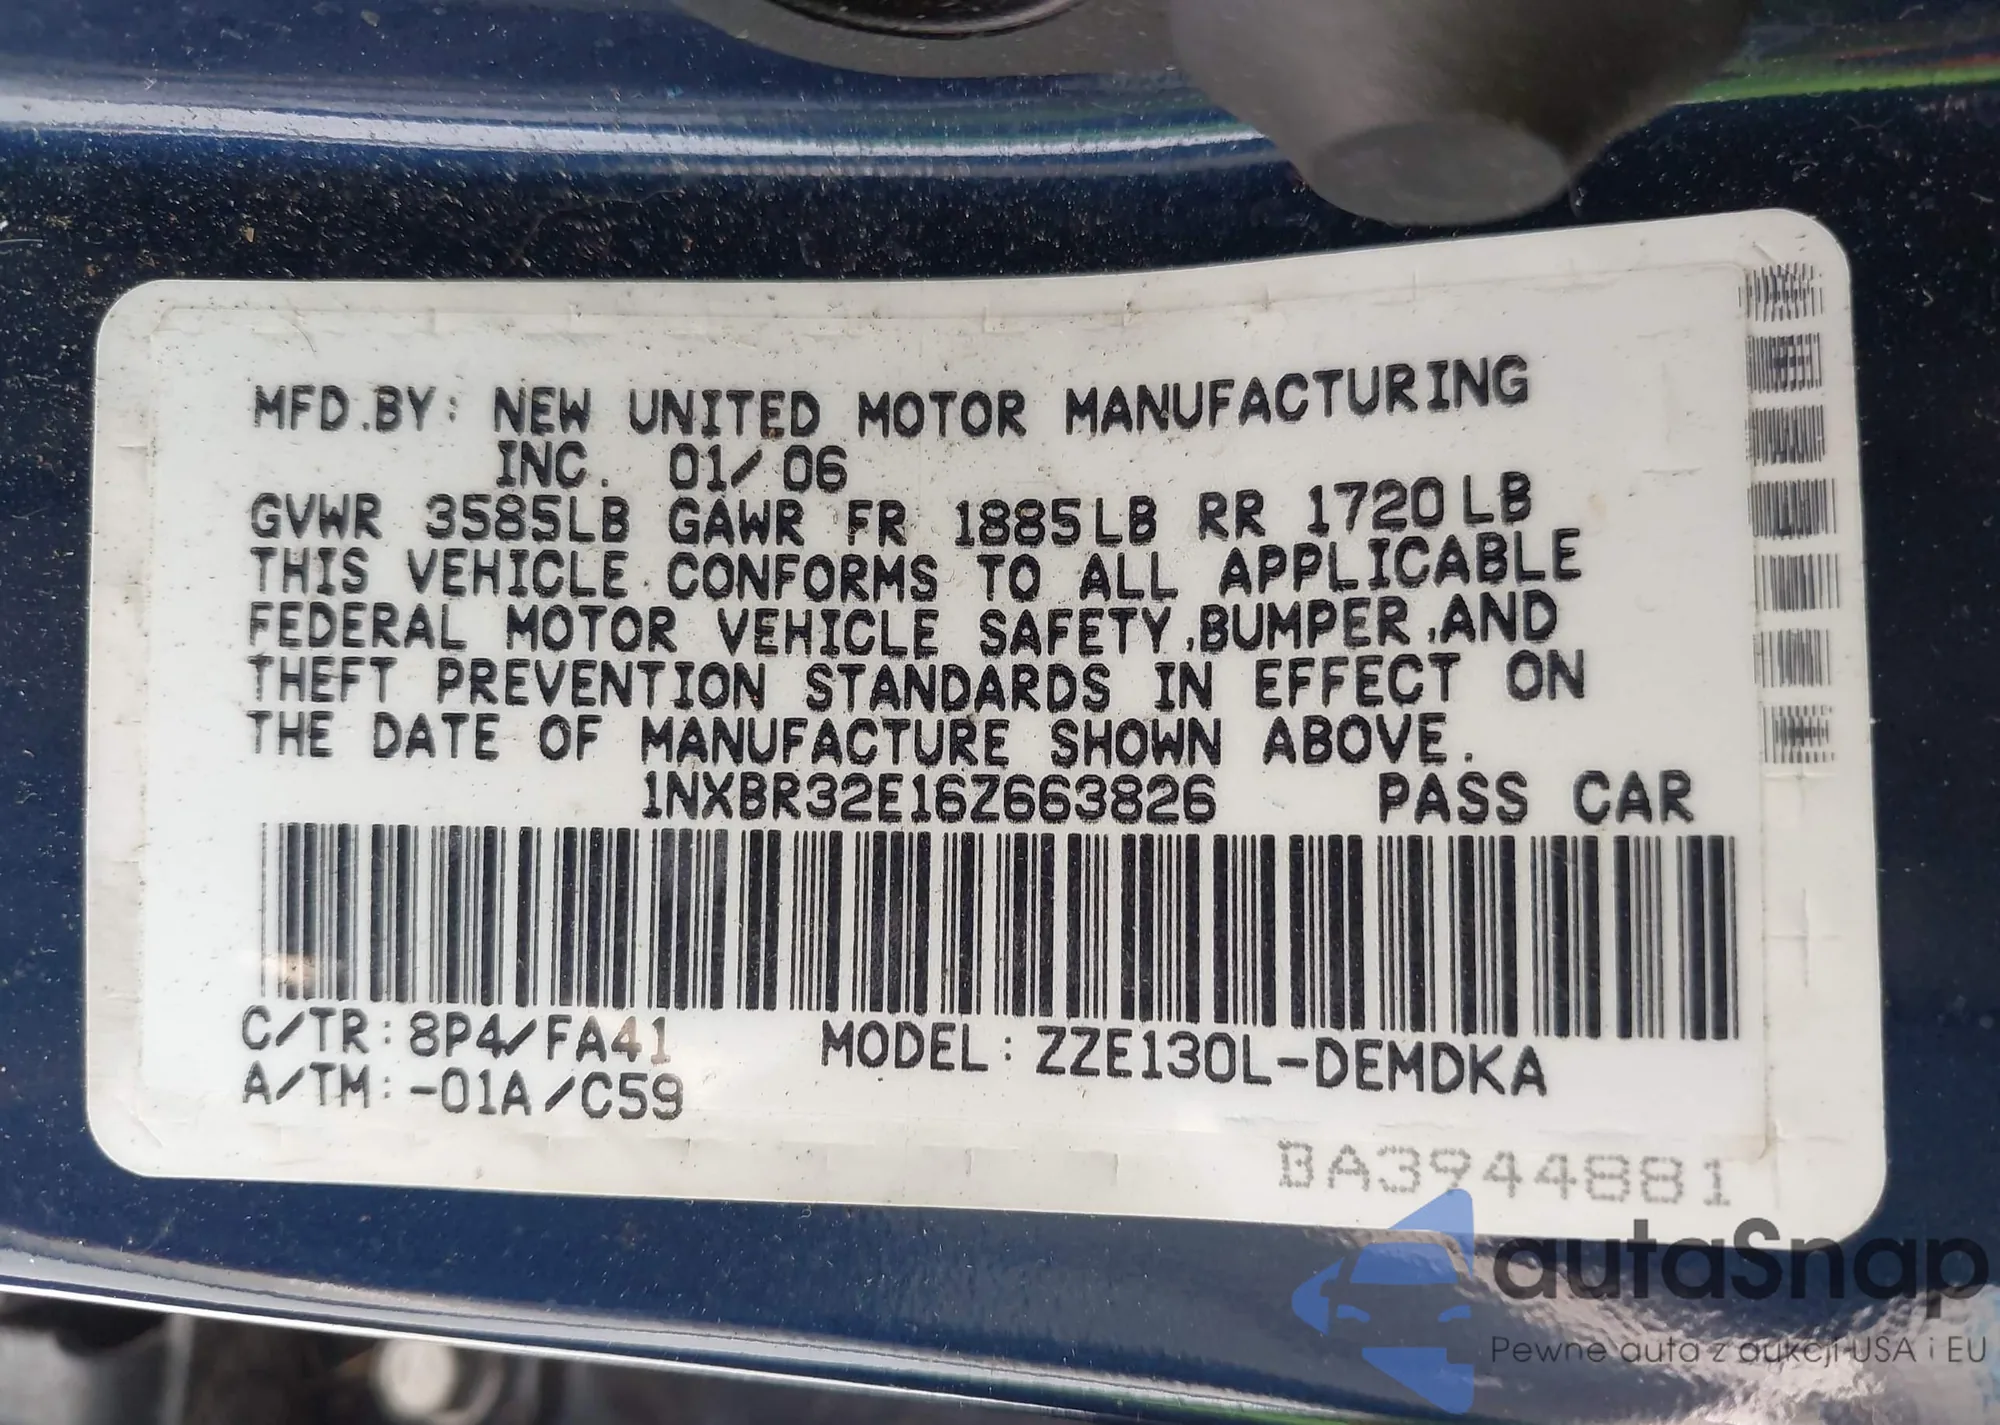 MFD.BY: NEW UNITED MOTOR MANUFACTURING
INC. 01/06
GVWR 3585LB GAWR FR 1885LB RR 1720LB
THIS VEHICLE CONFORMS TO ALL APPLICABLE
FEDERAL MOTOR VEHICLE SAFETY,BUMPER,AND
THEFT PREVENTION STANDARDS IN EFFECT ON
THE DATE OF MANUFACTURE SHOWN ABOVE.
1NXBR32E16Z663826 PASS CAR
C/TR:8P4/FA41 MODEL:ZZE130L-DEMDKA
A/TM:-01A/C59
BA3944881
autaSnap
Pewne auta z aukcji USA i EU